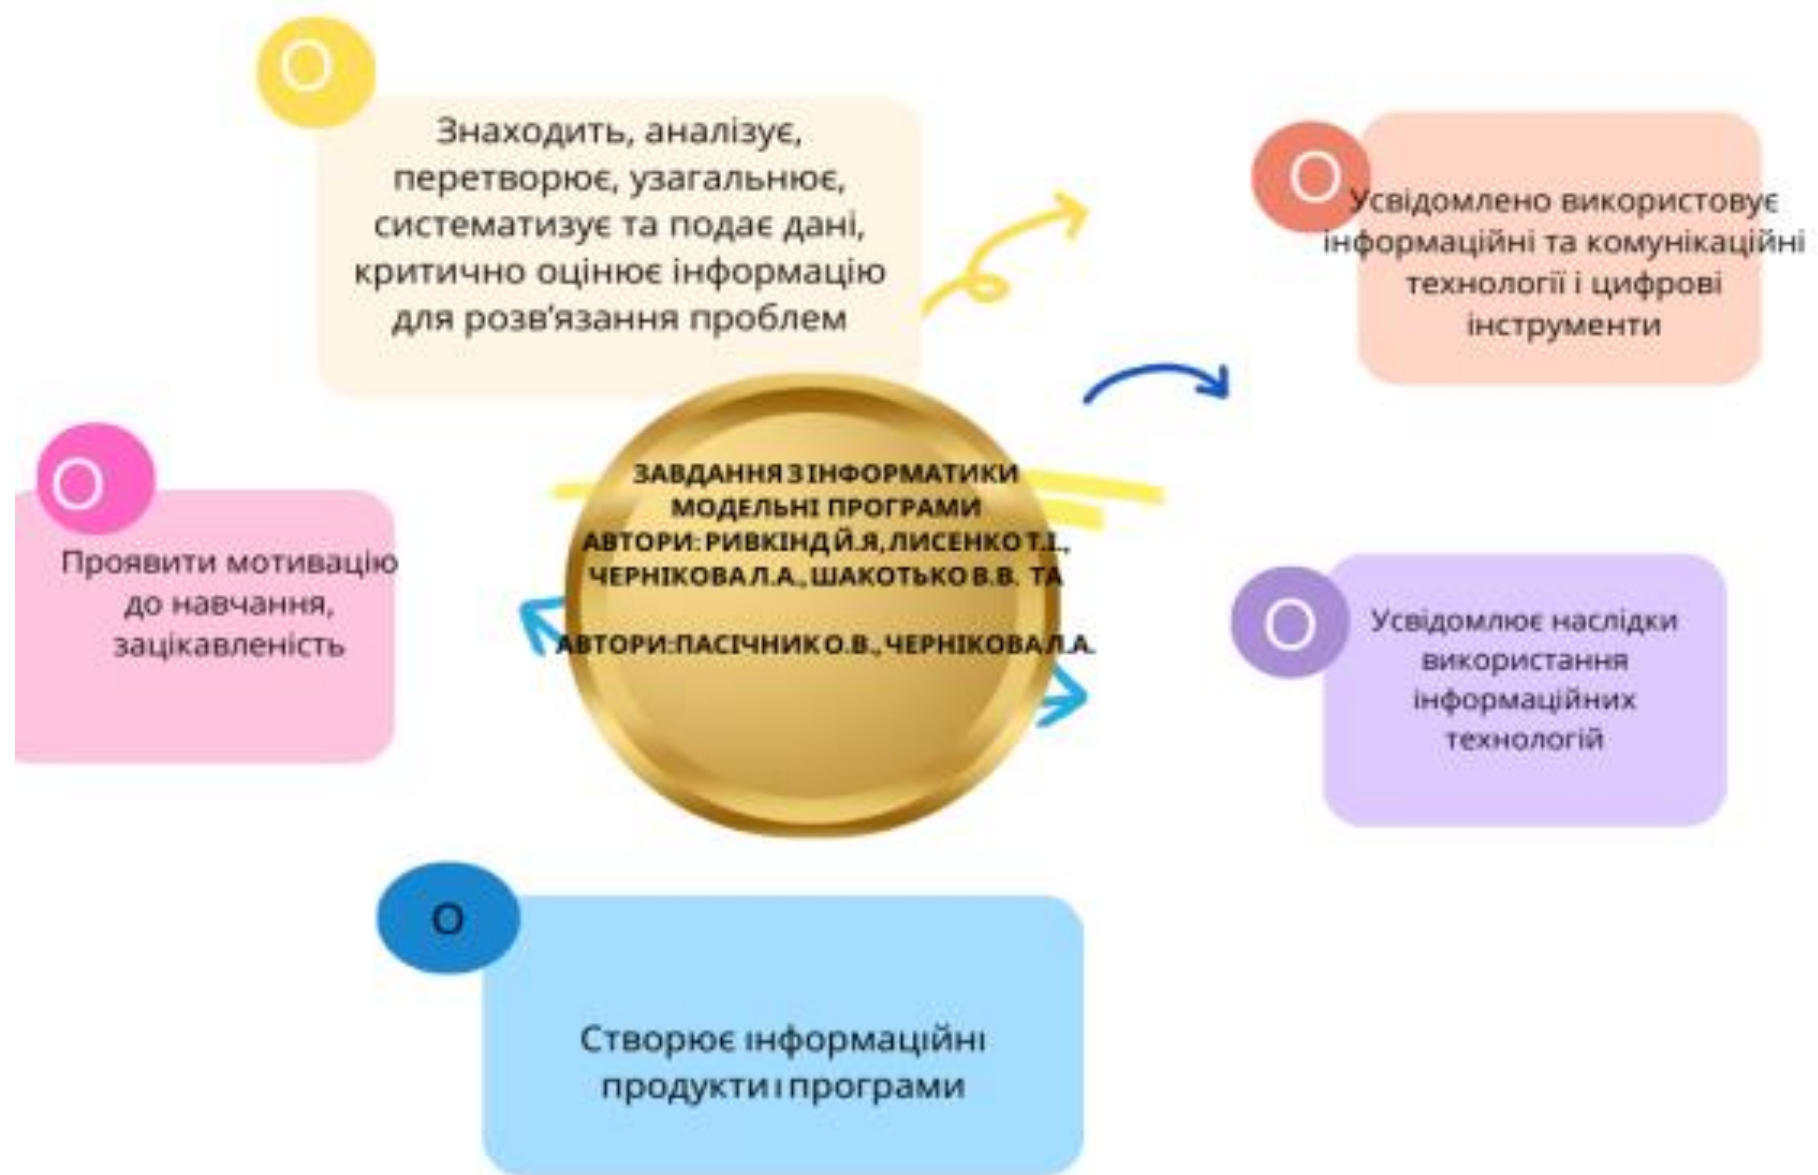 О
Знаходить, аналізує,
перетворює, узагальнює,
систематизує та подає дані,
критично оцінює інформацію
для розв'язання проблем
О
Усвідомлено використовує
інформаційні та комунікаційні
технології і цифрові
інструменти
О
Проявити мотивацію
до навчання,
зацікавленість
ЗАВДАННЯ З ІНФОРМАТИКИ
МОДЕЛЬНІ ПРОГРАМИ
АВТОРИ: РИВКІНД Й.Я, ЛИСЕНКО Т.І.,
ЧЕРНІКОВА Л.А., ШАКОТЬКО В.В. ТА
АВТОРИ:ПАСІЧНИК О.В., ЧЕРНІКОВА Л.А.
О
Усвідомлює наслідки
використання
інформаційних
технологій
О
Створює інформаційні
продукти і програми